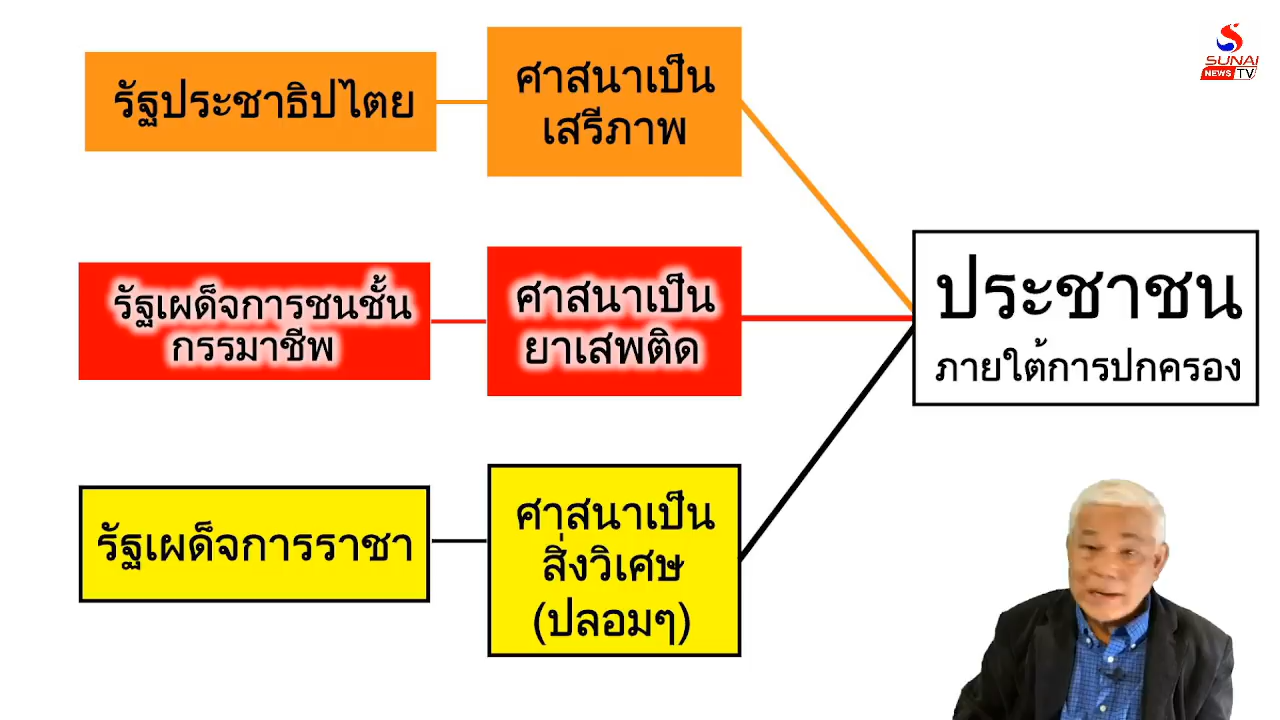 รัฐประชาธิปไตย
ศาสนาเป็น
เสรีภาพ
รัฐเผด็จการชนชั้น
กรรมาชีพ
ศาสนาเป็น
ยาเสพติด
รัฐเผด็จการราชา
ศาสนาเป็น
สิ่งวิเศษ
(ปลอมๆ)
ประชาชน
ภายใต้การปกครอง
SUNAI
NEWS TV